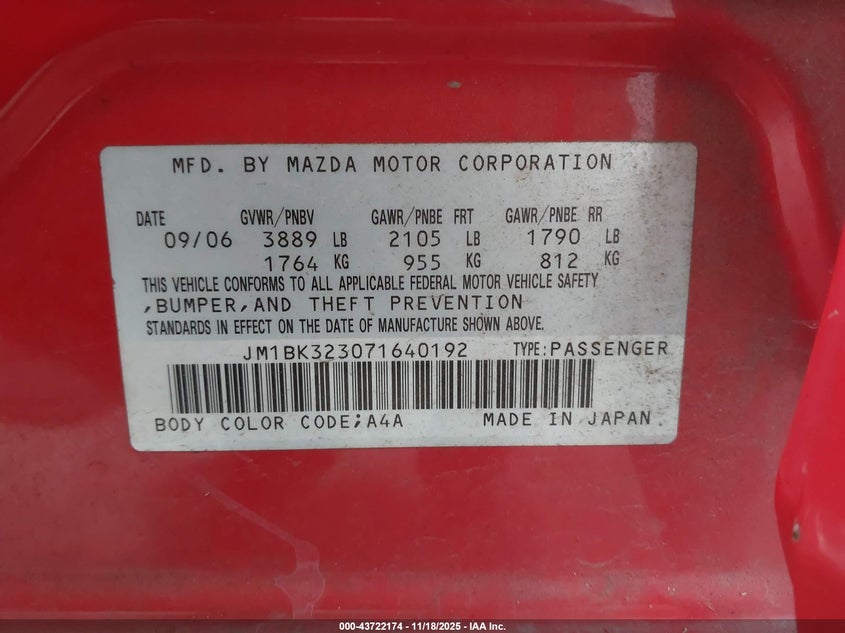 MFD. BY MAZDA MOTOR CORPORATION
DATE GVWR/PNBV GAWR/PNBE FRT GAWR/PNBE RR
09/06 3889 LB 2105 LB 1790 LB
1764 KG 955 KG 812 KG
THIS VEHICLE CONFORMS TO ALL APPLICABLE FEDERAL MOTOR VEHICLE SAFETY
,BUMPER,AND THEFT PREVENTION
STANDARDS IN EFFECT ON THE DATE OF MANUFACTURE SHOWN ABOVE.
JM1BK323071640192 TYPE:PASSENGER
BODY COLOR CODE;A4A MADE IN JAPAN
000-43722174 - 11/18/2025 - IAA Inc.